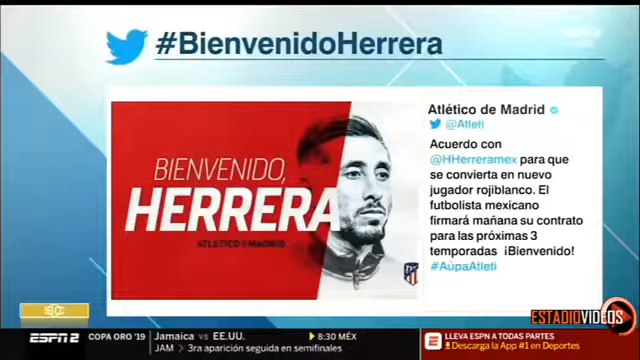 #BienvenidoHerrera
BIENVENIDO,
HERRERA
ATLÉTICO DE MADRID
Atlético de Madrid
@Atleti
Acuerdo con
@HHerreramex para que
se convierta en nuevo
jugador rojiblanco. El
futbolista mexicano
firmará mañana su contrato
para las próximas 3
temporadas ¡Bienvenido!
#AúpaAtleti
SC
ESTADIOVIDEOS
ESPN 2
COPA ORO '19
Jamaica vs EE.UU. 8:30 MÉX
JAM > 3ra aparición seguida en semifinales
LLEVA ESPN A TODAS PARTES
Descarga la App #1 en Deportes